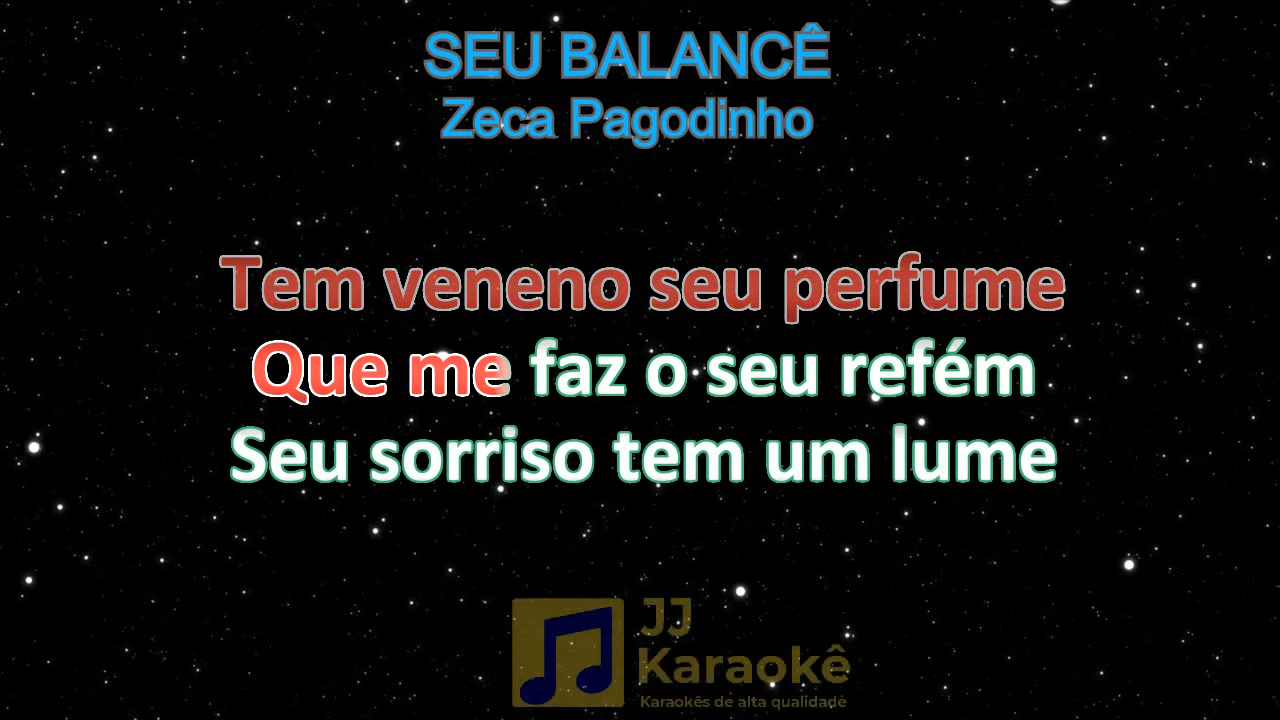 SEU BALANCÊ
Zeca Pagodinho
Tem veneno seu perfume
Que me faz o seu refém
Seu sorriso tem um lume
JJ
Karaokê
Karaokês de alta qualidade